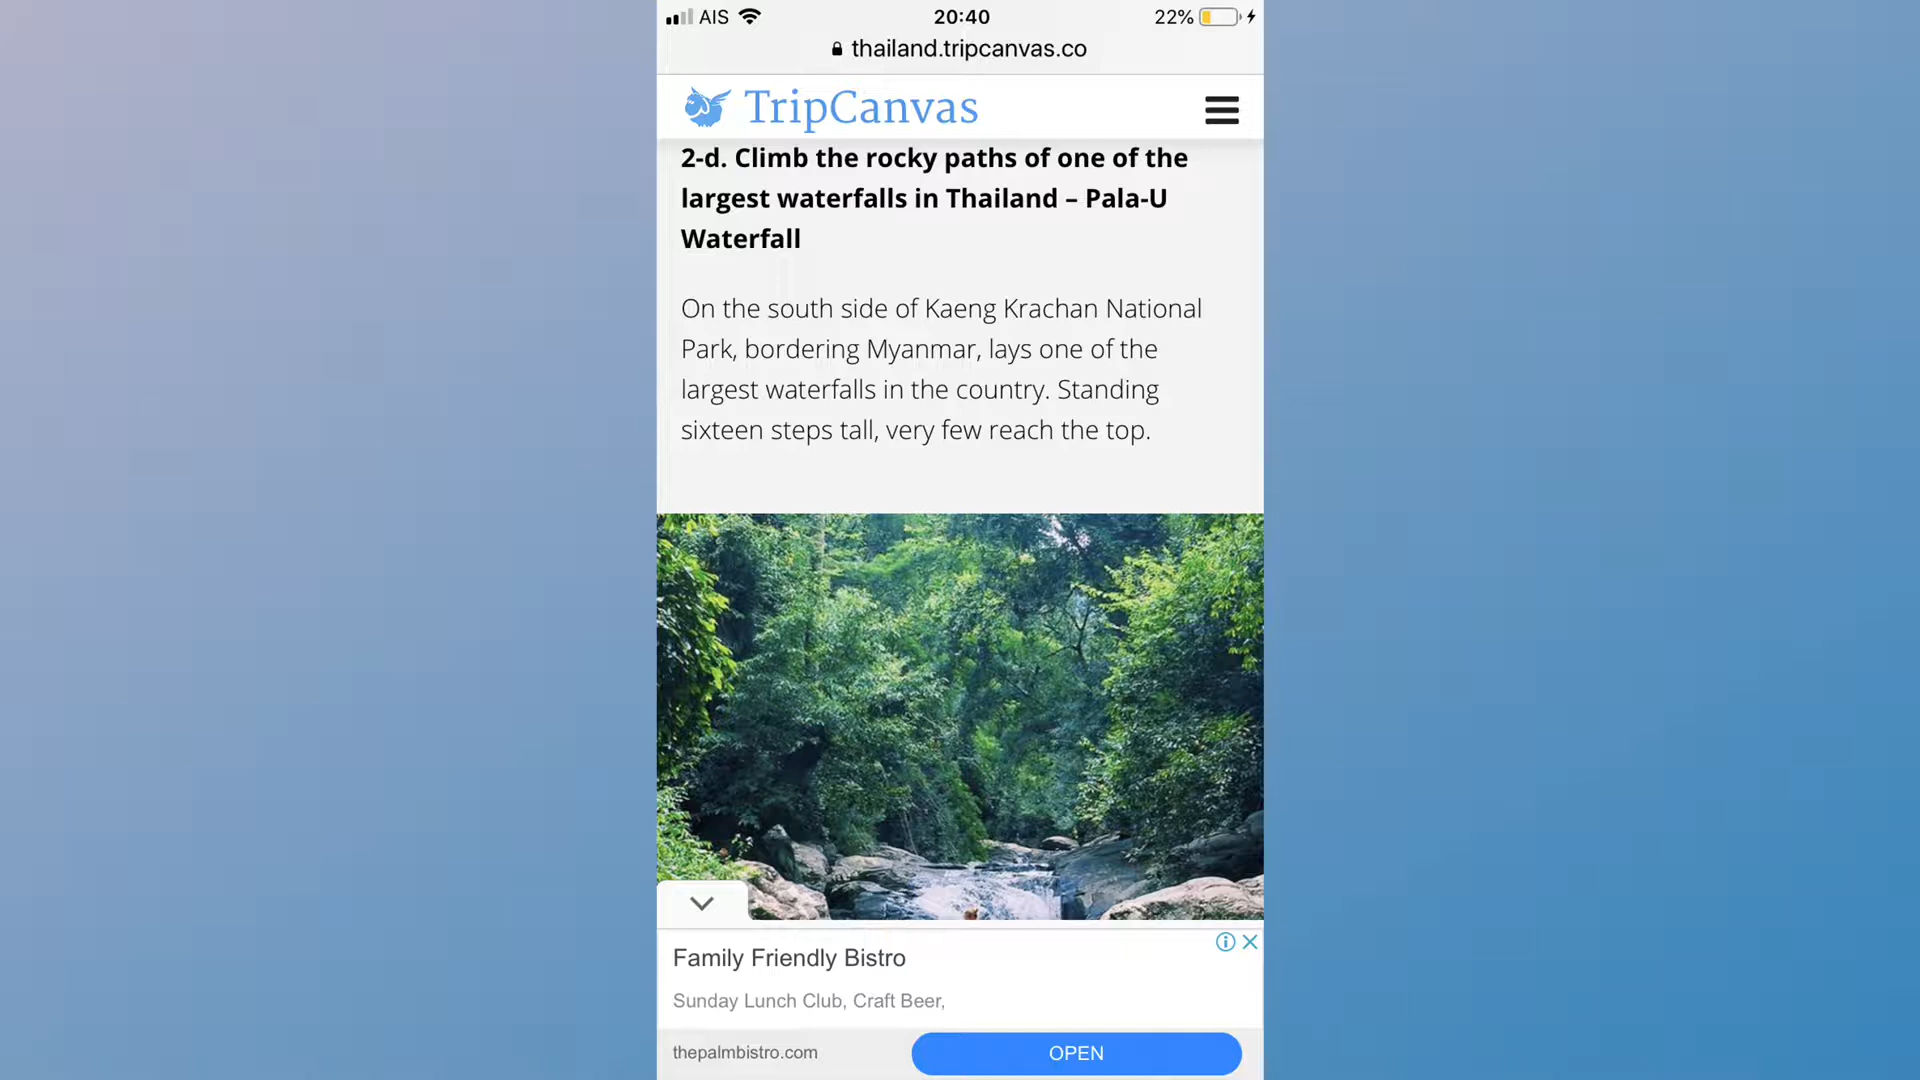 AIS 20:40 22%
thailand.tripcanvas.co
TripCanvas
2-d. Climb the rocky paths of one of the
largest waterfalls in Thailand – Pala-U
Waterfall
On the south side of Kaeng Krachan National
Park, bordering Myanmar, lays one of the
largest waterfalls in the country. Standing
sixteen steps tall, very few reach the top.
Family Friendly Bistro
Sunday Lunch Club, Craft Beer,
thepalmbistro.com OPEN